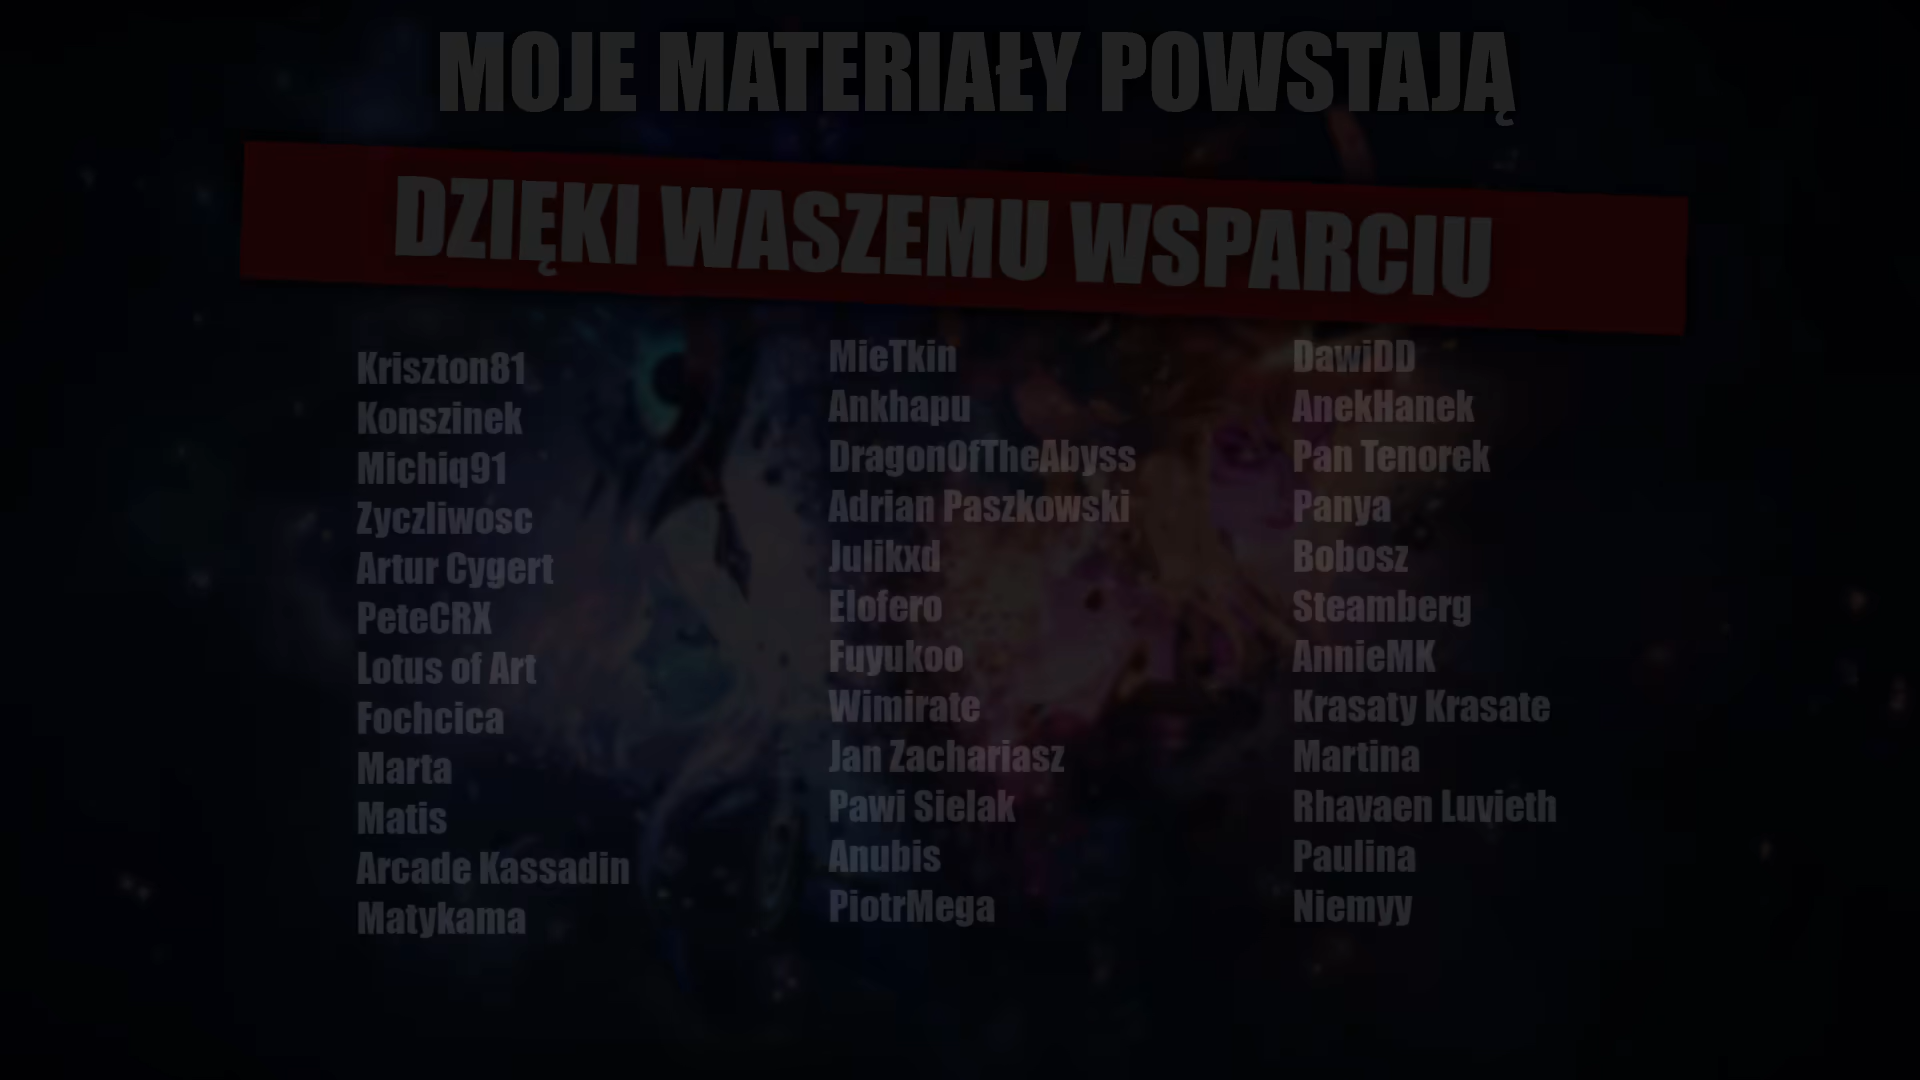 MOJE MATERIAŁY POWSTAJĄ
DZIĘKI WASZEMU WSPARCIU
Kriszton81
Konszinek
Michiq91
Zyczliwosc
Artur Cygert
PeteCRX
Lotus of Art
Fochcica
Marta
Matis
Arcade Kassadin
Matykama
MieTkin
Ankhapu
DragonOfTheAbyss
Adrian Paszkowski
Julikxd
Elofero
Fuyukoo
Wimirate
Jan Zachariasz
Pawi Sielak
Anubis
PiotrMega
DawiDD
AnekHanek
Pan Tenorek
Panya
Bobosz
Steamberg
AnnieMK
Krasaty Krasate
Martina
Rhavaen Luvieth
Paulina
Niemyy